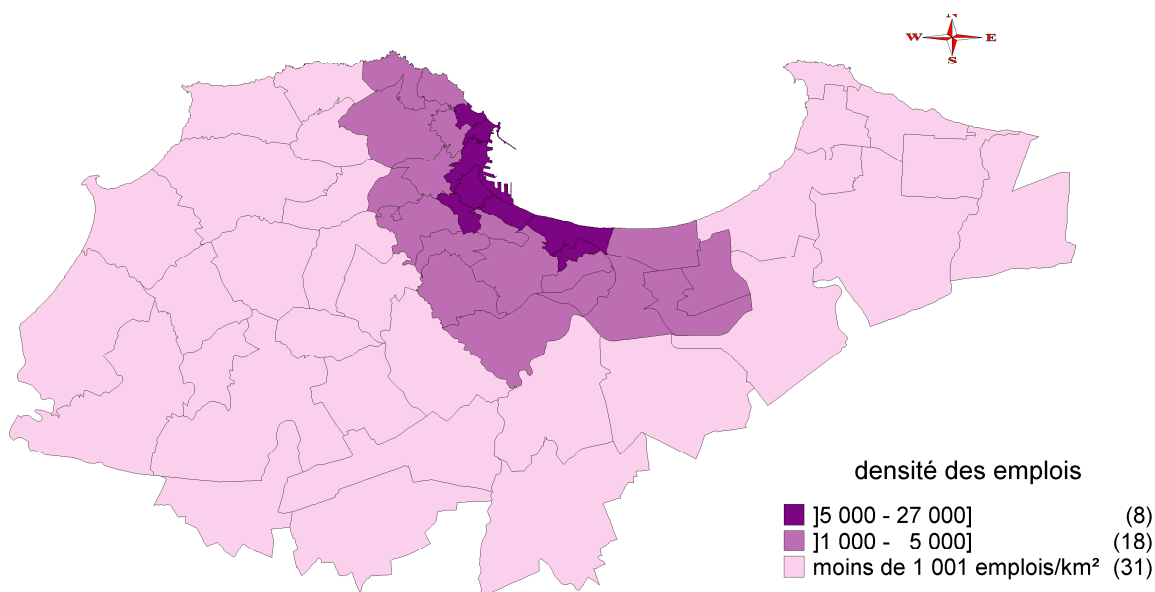 N
W E
S
densité des emplois
]5 000 - 27 000] (8)
]1 000 - 5 000] (18)
moins de 1 001 emplois/km² (31)